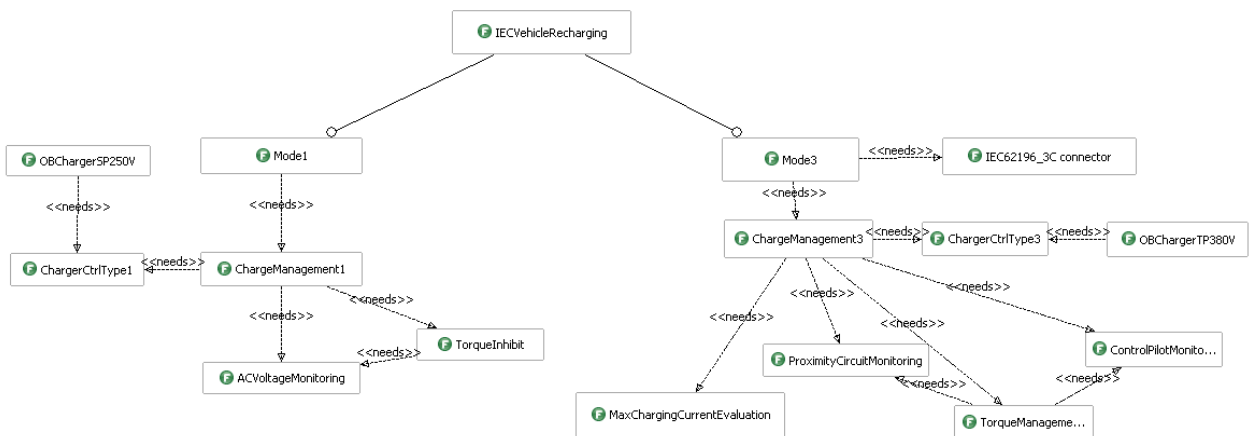 IECVehicleRecharging
Mode1
Mode3
<<needs>>
IEC62196_3C connector
OBChargerSP250V
<<needs>>
<<needs>>
<<needs>>
ChargeManagement3
<<needs>>
ChargerCtrlType3
<<needs>>
OBChargerTP380V
ChargerCtrlType1
<<needs>>
ChargeManagement1
<<needs>>
<<needs>>
<<needs>>
<<needs>>
<<needs>>
<<needs>>
<<needs>>
TorqueInhibit
<<needs>>
ACVoltageMonitoring
ProximityCircuitMonitoring
ControlPilotMonito...
<<needs>>
<<needs>>
MaxChargingCurrentEvaluation
TorqueManageme...